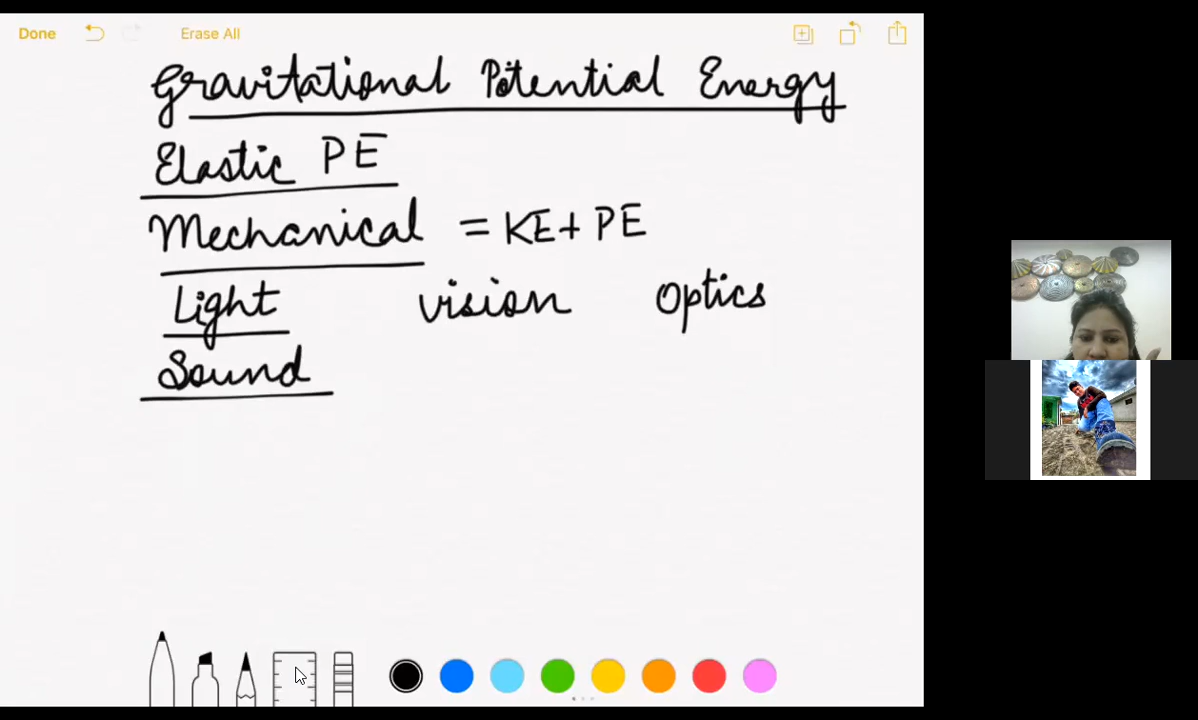 Done Erase All
Gravitational Potential Energy
Elastic PE
Mechanical = KE + PE
Light vision Optics
Sound